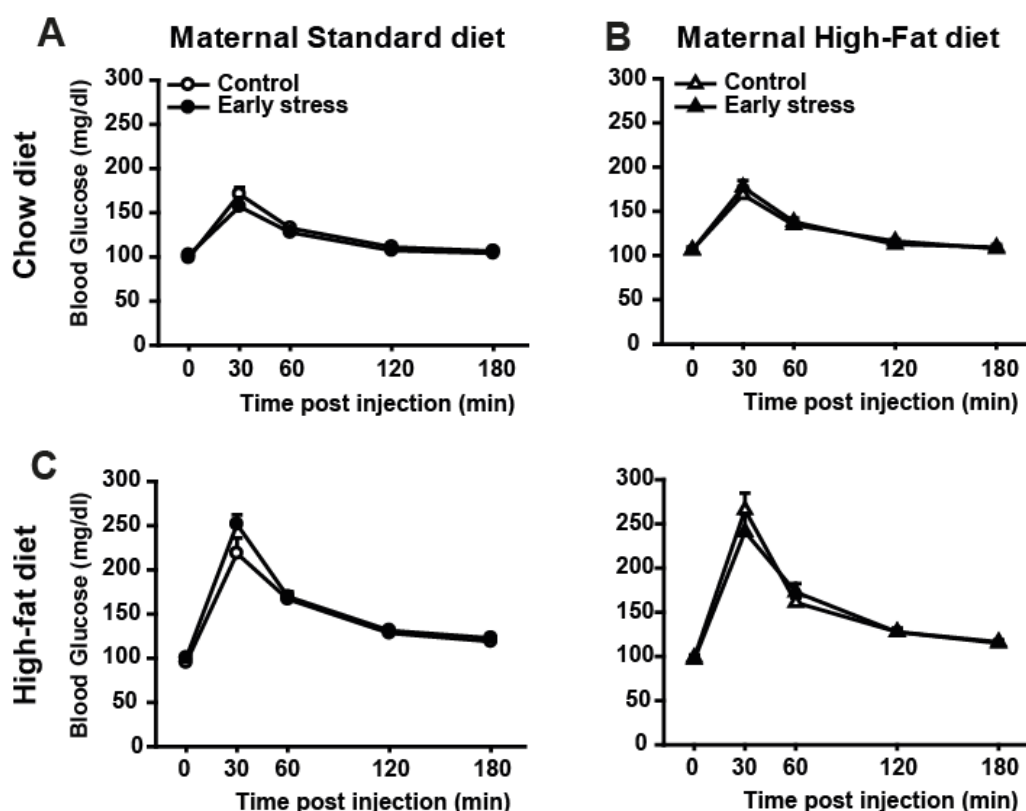 A
Maternal Standard diet
B
Maternal High-Fat diet
Chow diet
Blood Glucose (mg/dl)
300
250
200
150
100
50
0
Control
Early stress
0 30 60 120 180
Time post injection (min)
300
250
200
150
100
50
0
Control
Early stress
0 30 60 120 180
Time post injection (min)
C
High-fat diet
Blood Glucose (mg/dl)
300
250
200
150
100
50
0
0 30 60 120 180
Time post injection (min)
300
250
200
150
100
50
0
0 30 60 120 180
Time post injection (min)